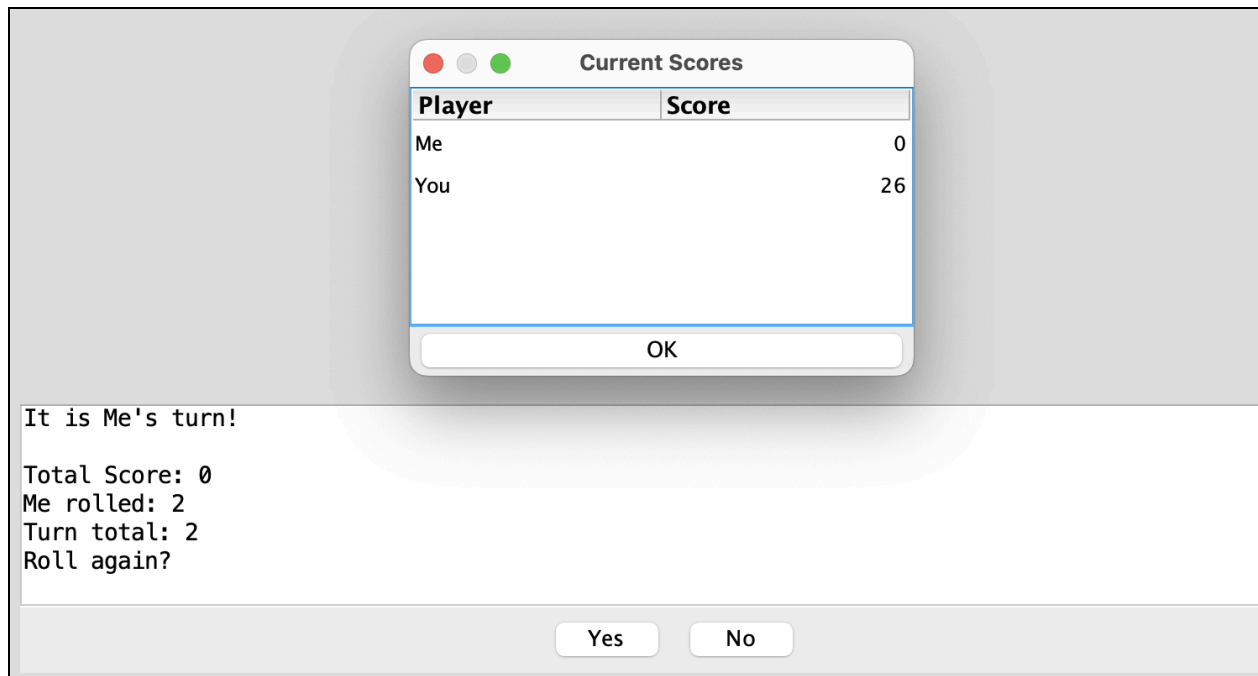 Current Scores
Player Score
Me 0
You 26
OK
It is Me's turn!
Total Score: 0
Me rolled: 2
Turn total: 2
Roll again?
Yes No